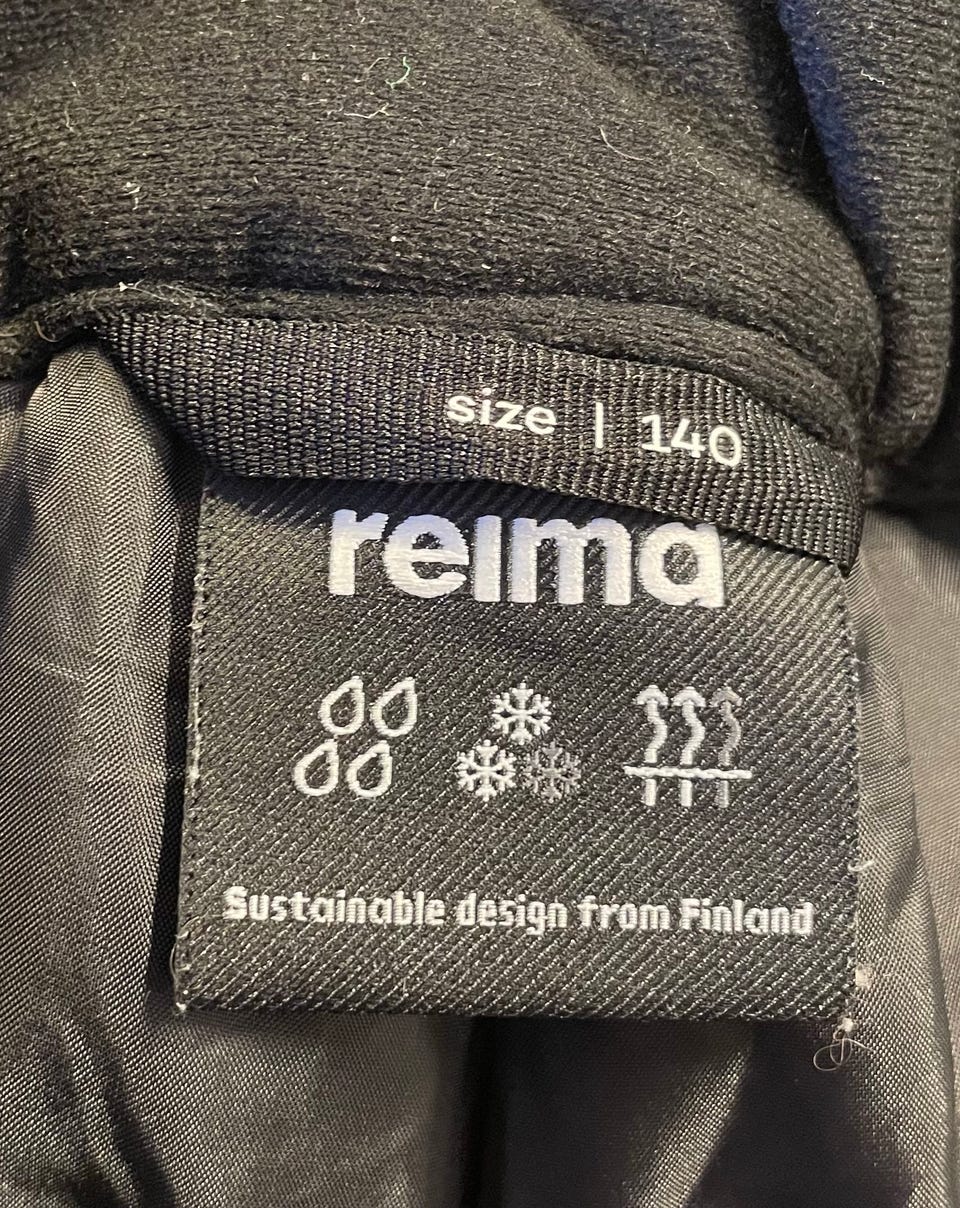 size | 140
reima
Sustainable design from Finland